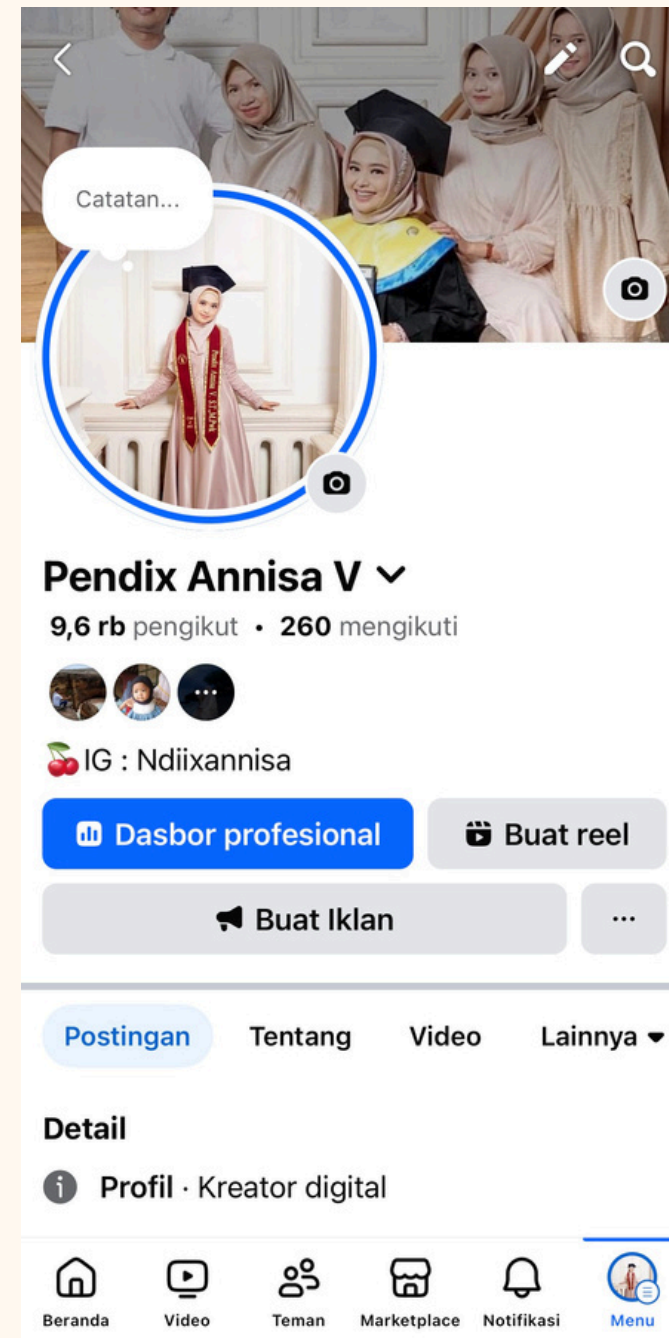 Catatan...
Pendix Annisa V
9,6 rb pengikut • 260 mengikuti
IG : Ndiixannisa
Dasbor profesional
Buat reel
Buat Iklan
Postingan
Tentang
Video
Lainnya
Detail
Profil · Kreator digital
Beranda
Video
Teman
Marketplace
Notifikasi
Menu